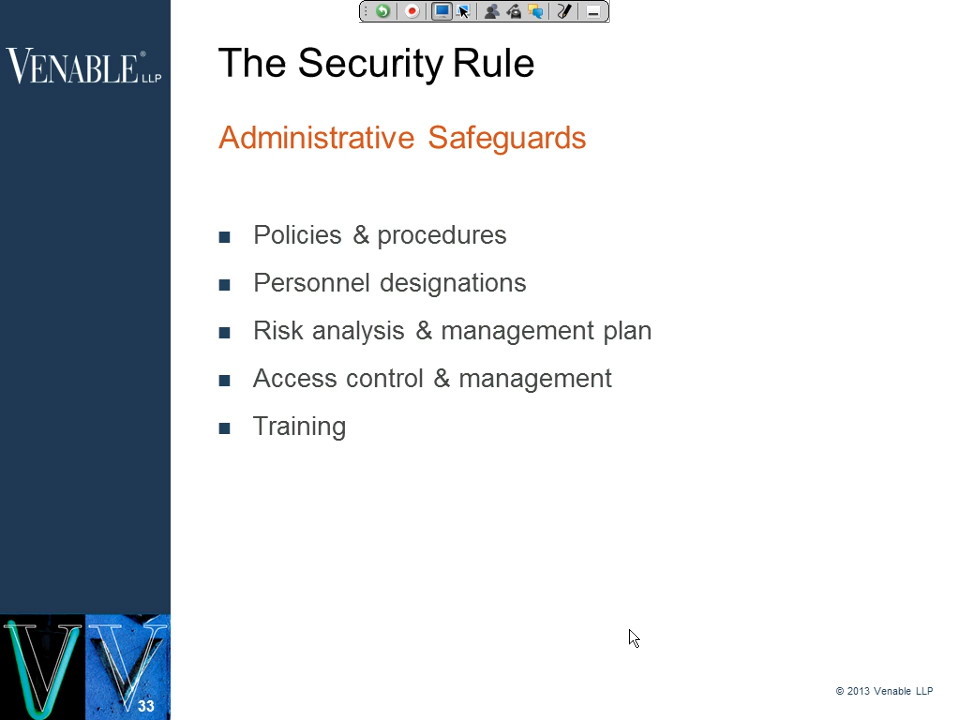 VENABLE® LLP
The Security Rule
Administrative Safeguards
■ Policies & procedures
■ Personnel designations
■ Risk analysis & management plan
■ Access control & management
■ Training
33
© 2013 Venable LLP